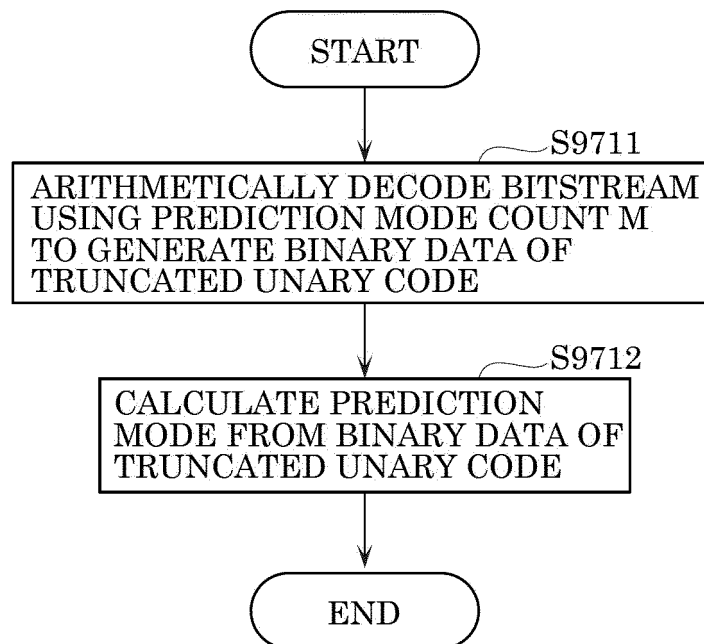 START
S9711
ARITHMETICALLY DECODE BITSTREAM
USING PREDICTION MODE COUNT M
TO GENERATE BINARY DATA OF
TRUNCATED UNARY CODE
S9712
CALCULATE PREDICTION
MODE FROM BINARY DATA OF
TRUNCATED UNARY CODE
END